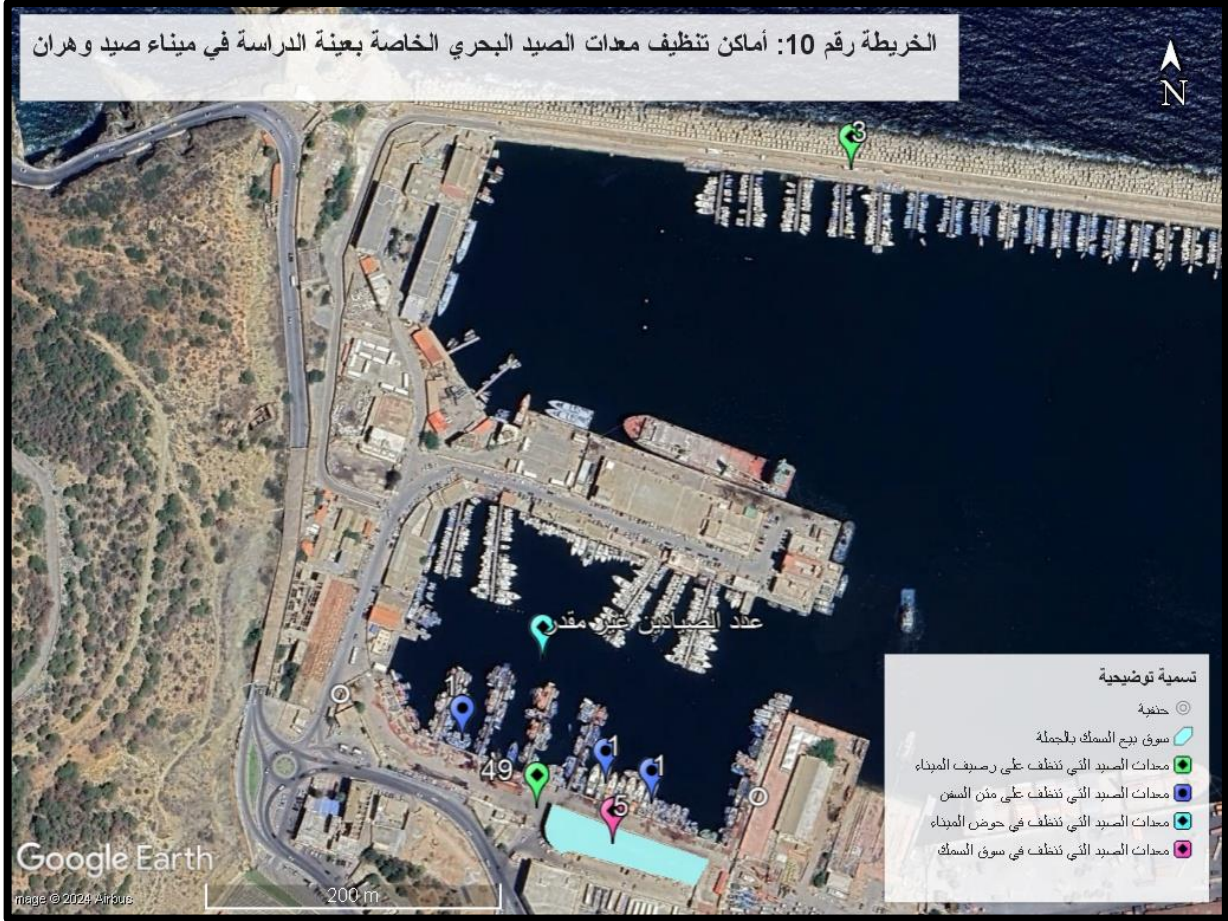 الخريطة رقم 10: أماكن تنظيف معدات الصيد البحري الخاصة بعينة الدراسة في ميناء صيد وهران
N
3
عدد الصيادين غير مقدر
1
1
1
49
5
تسمية توضيحية
حنفية
سوق بيع السمك بالجملة
معدات الصيد التي تنظف على رصيف الميناء
معدات الصيد التي تنظف على متن السفن
معدات الصيد التي تنظف في حوض الميناء
معدات الصيد التي تنظف في سوق السمك
Google Earth
mage © 2024 Airbus
200 m